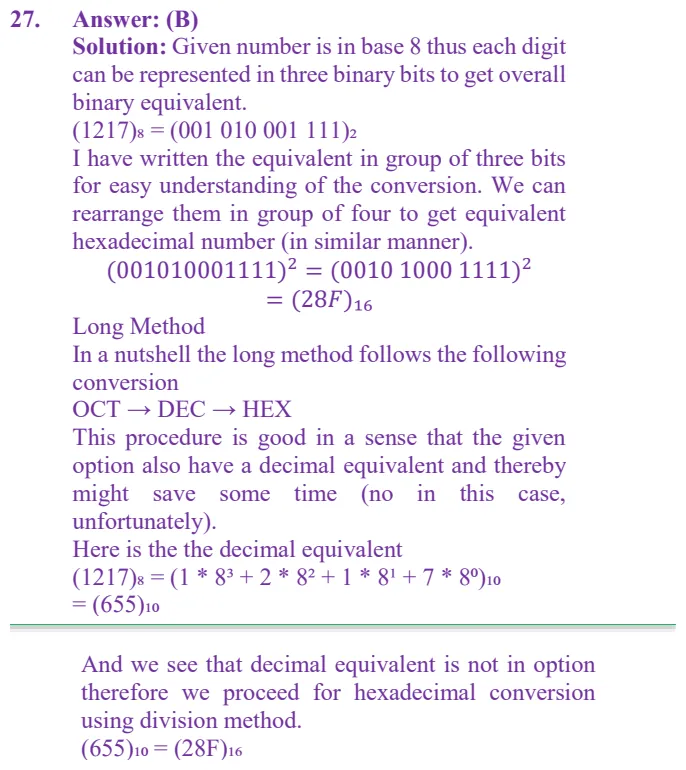 27. Answer: (B)
Solution: Given number is in base 8 thus each digit
can be represented in three binary bits to get overall
binary equivalent.
(1217)₈ = (001 010 001 111)₂
I have written the equivalent in group of three bits
for easy understanding of the conversion. We can
rearrange them in group of four to get equivalent
hexadecimal number (in similar manner).
(001010001111)² = (0010 1000 1111)²
= (28F)₁₆
Long Method
In a nutshell the long method follows the following
conversion
OCT → DEC → HEX
This procedure is good in a sense that the given
option also have a decimal equivalent and thereby
might save some time (no in this case,
unfortunately).
Here is the the decimal equivalent
(1217)₈ = (1 * 8³ + 2 * 8² + 1 * 8¹ + 7 * 8⁰)₁₀
= (655)₁₀
And we see that decimal equivalent is not in option
therefore we proceed for hexadecimal conversion
using division method.
(655)₁₀ = (28F)₁₆